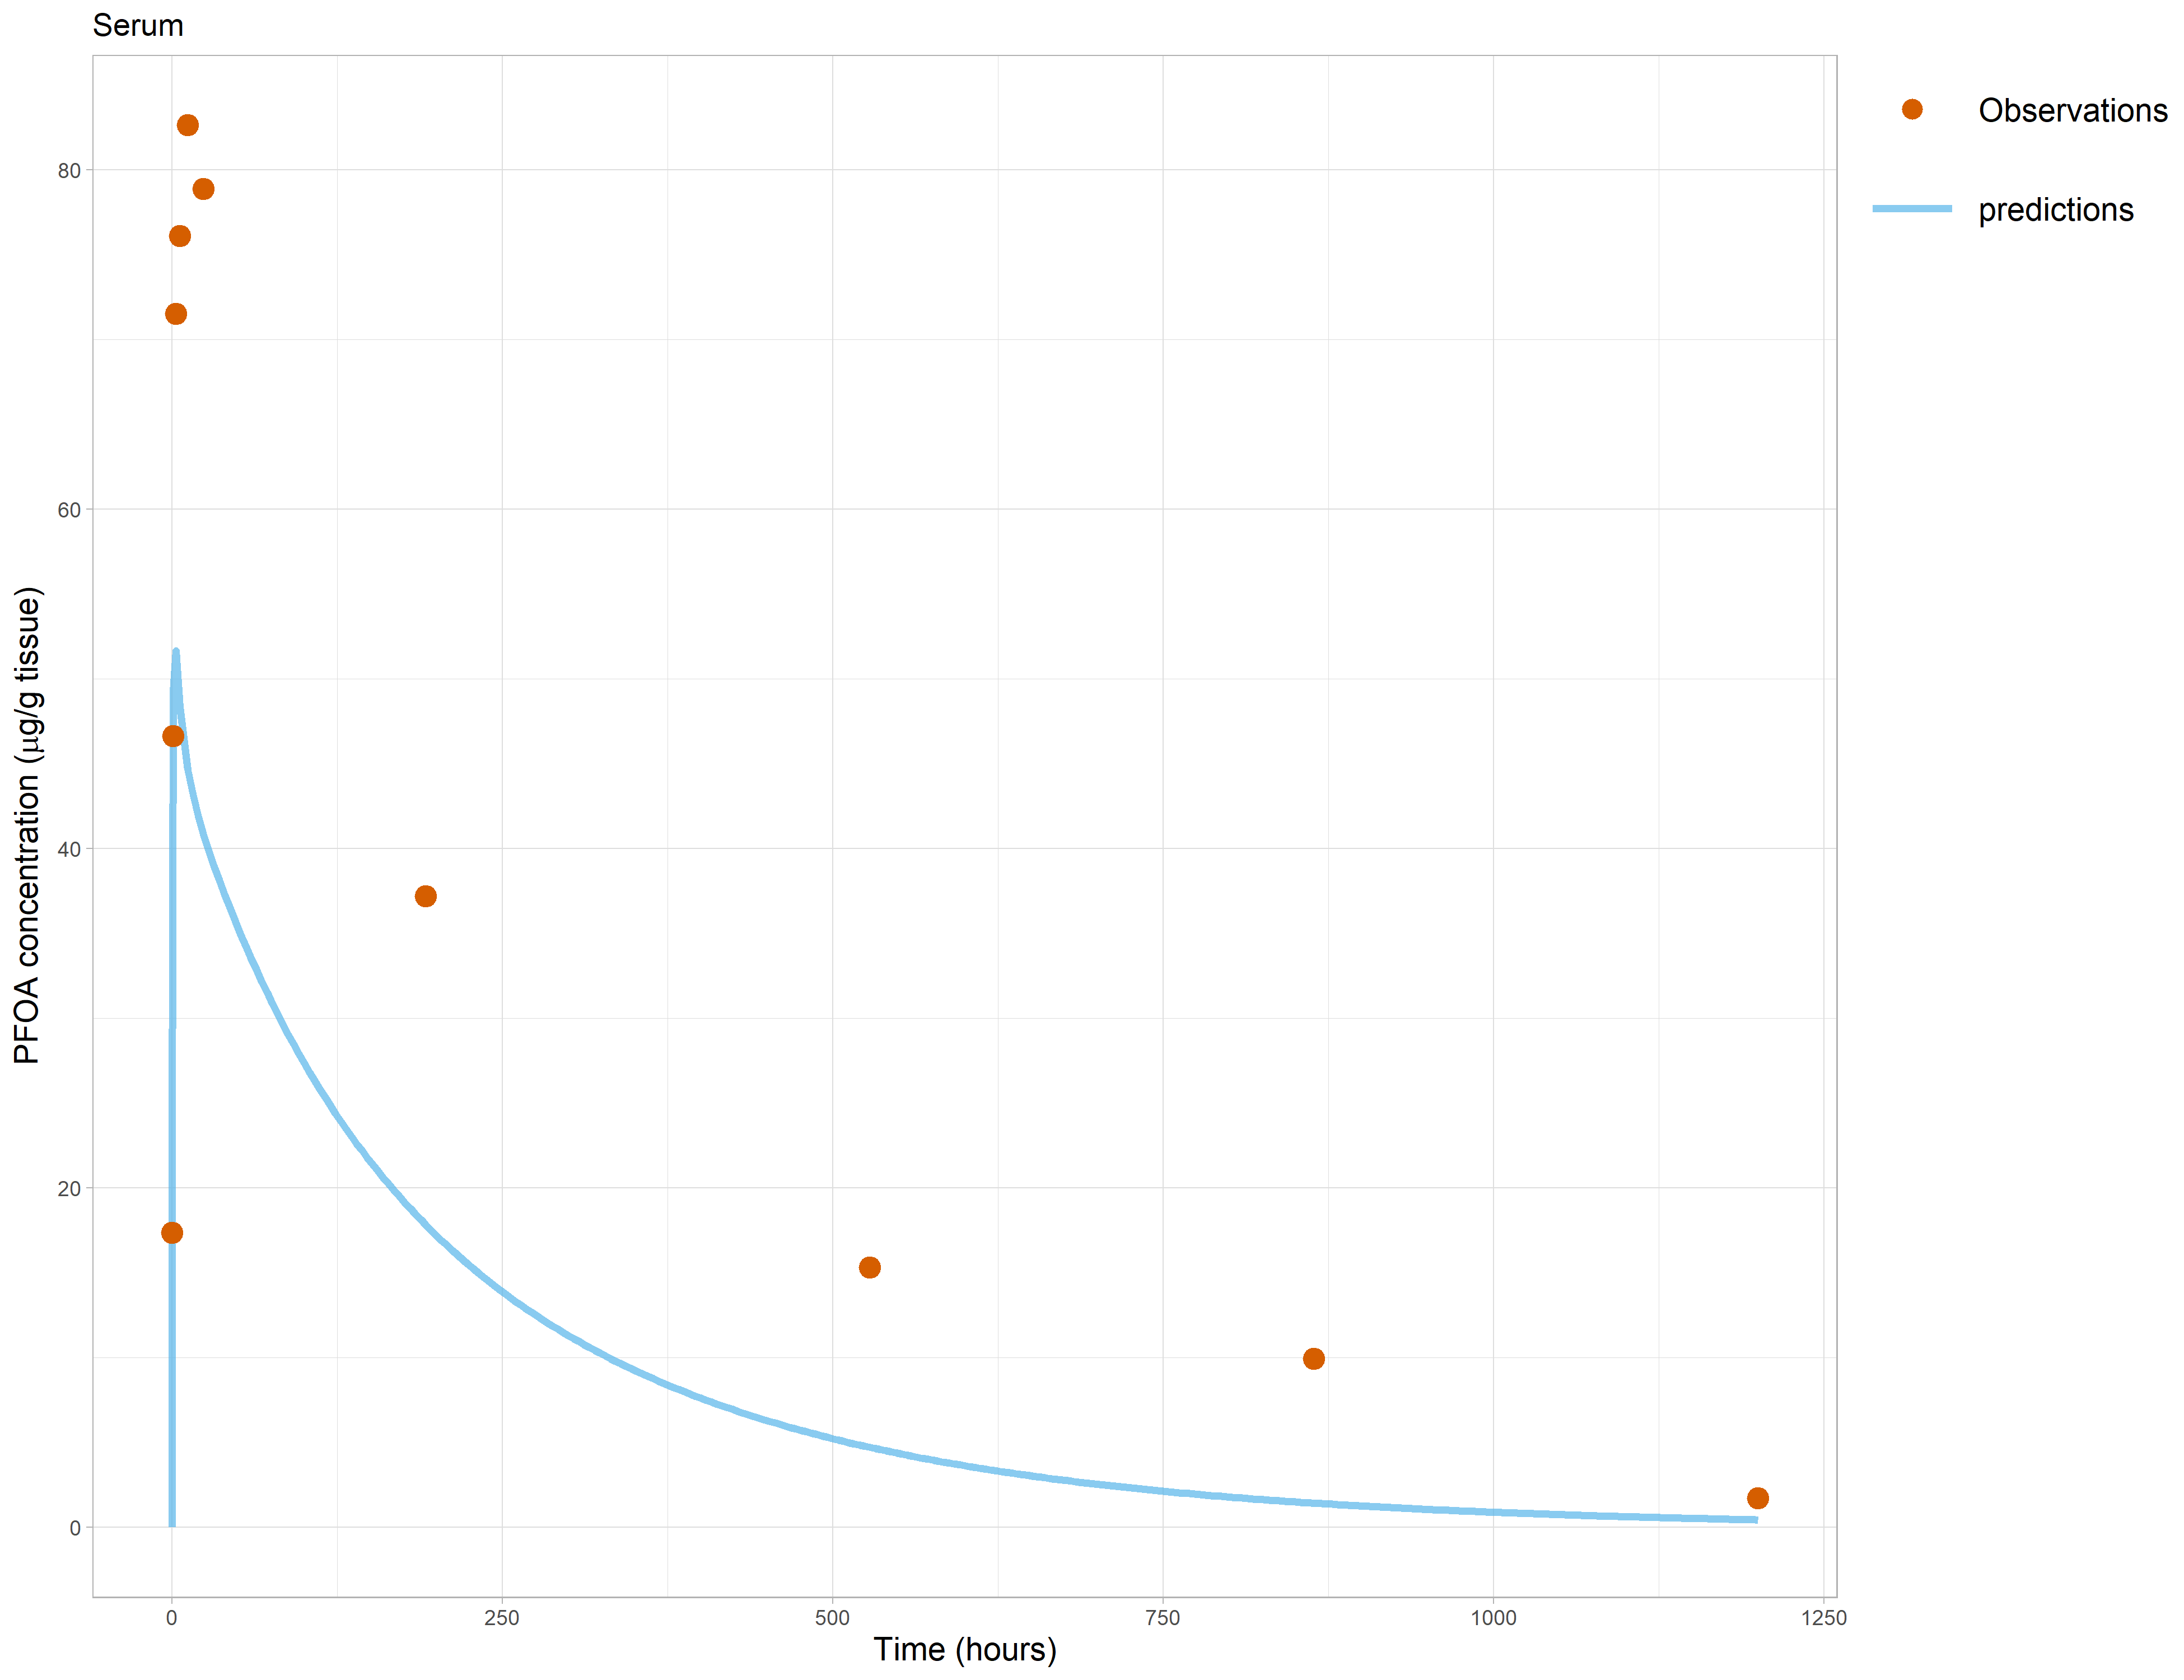 Serum
Observations
predictions
PFOA concentration (μg/g tissue)
80
60
40
20
0
0 250 500 750 1000 1250
Time (hours)